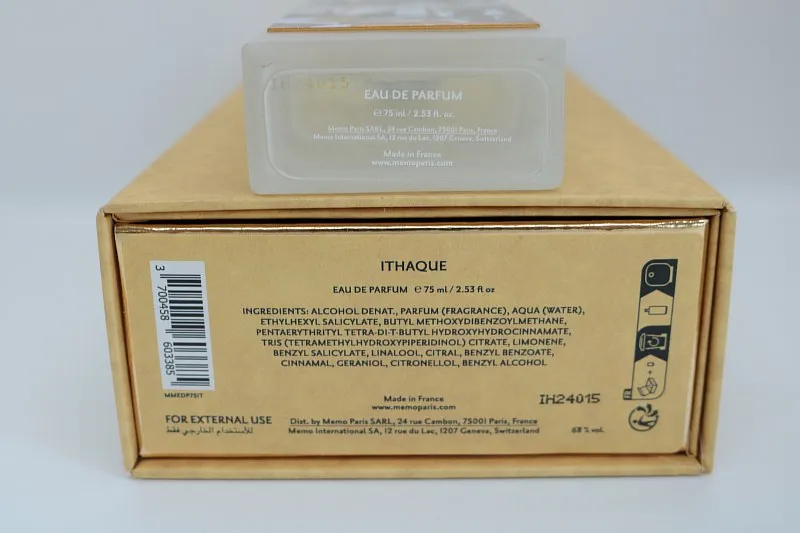 IH24015
EAU DE PARFUM
℮ 75 ml / 2.53 fl. oz.
Memo Paris SARL, 24 rue Cambon, 75001 Paris, France
Memo International SA, 12 rue du Lac, 1207 Geneva, Switzerland
Made in France
www.memoparis.com
ITHAQUE
EAU DE PARFUM ℮ 75 ml / 2.53 fl oz
INGREDIENTS: ALCOHOL DENAT., PARFUM (FRAGRANCE), AQUA (WATER),
ETHYLHEXYL SALICYLATE, BUTYL METHOXYDIBENZOYLMETHANE,
PENTAERYTHRITYL TETRA-DI-T-BUTYL HYDROXYHYDROCINNAMATE,
TRIS (TETRAMETHYLHYDROXYPIPERIDINOL) CITRATE, LIMONENE,
BENZYL SALICYLATE, LINALOOL, CITRAL, BENZYL BENZOATE,
CINNAMAL, GERANIOL, CITRONELLOL, BENZYL ALCOHOL
3 700458 603385
MMEDP75IT
Made in France
www.memoparis.com
IH24015
FOR EXTERNAL USE
للاستخدام الخارجي فقط
Dist. by Memo Paris SARL, 24 rue Cambon, 75001 Paris, France
Memo International SA, 12 rue du Lac, 1207 Geneva, Switzerland
68 % vol.